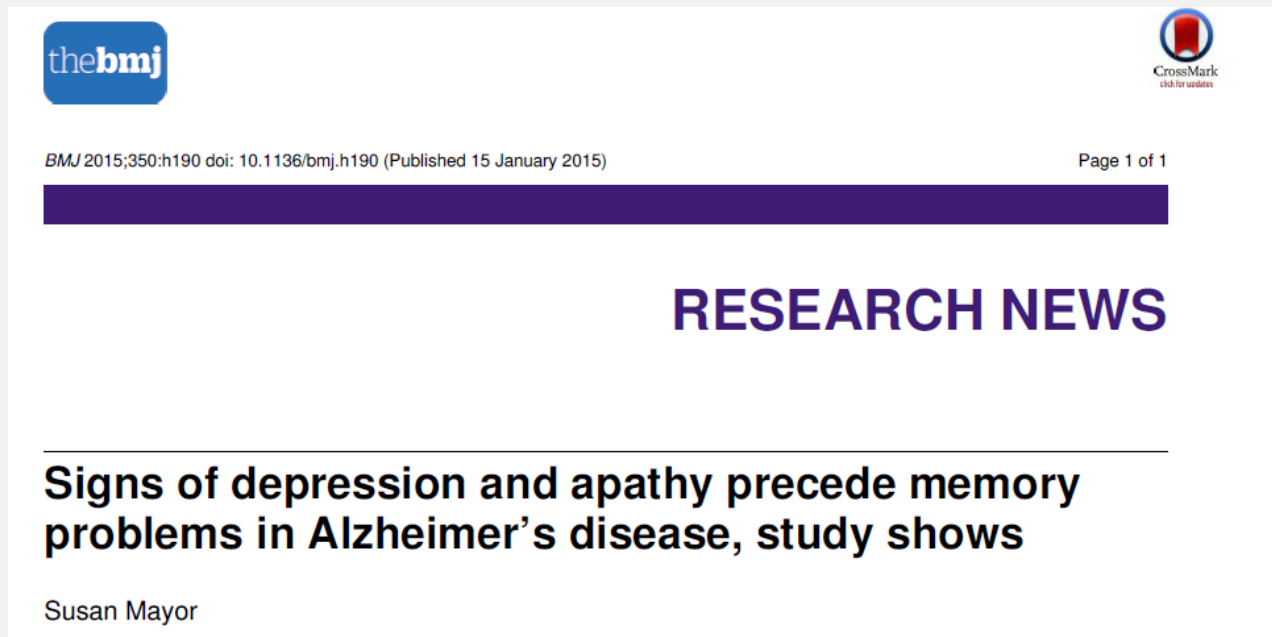 thebmj
CrossMark
click for updates
BMJ 2015;350:h190 doi: 10.1136/bmj.h190 (Published 15 January 2015)
Page 1 of 1
RESEARCH NEWS
Signs of depression and apathy precede memory
problems in Alzheimer’s disease, study shows
Susan Mayor